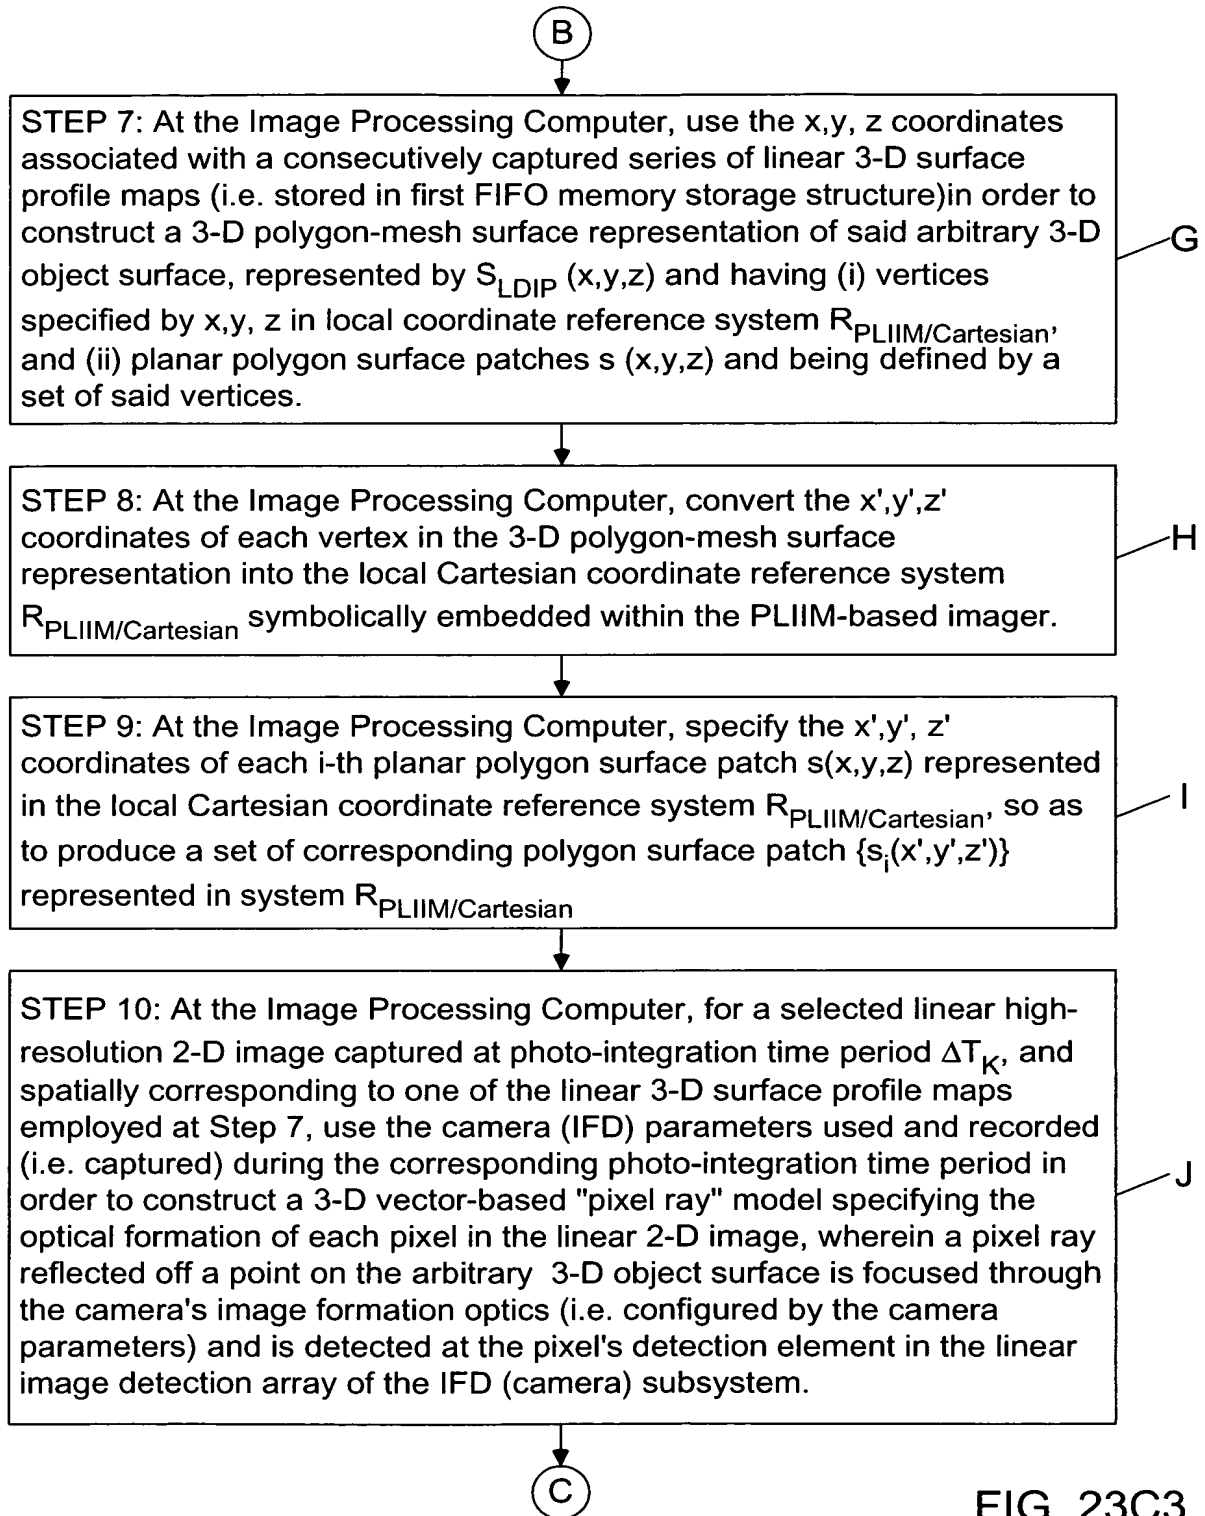 B
STEP 7: At the Image Processing Computer, use the x,y, z coordinates
associated with a consecutively captured series of linear 3-D surface
profile maps (i.e. stored in first FIFO memory storage structure)in order to
construct a 3-D polygon-mesh surface representation of said arbitrary 3-D
object surface, represented by S_LDIP (x,y,z) and having (i) vertices
specified by x,y, z in local coordinate reference system R_PLIIM/Cartesian,
and (ii) planar polygon surface patches s (x,y,z) and being defined by a
set of said vertices.
G
STEP 8: At the Image Processing Computer, convert the x',y',z'
coordinates of each vertex in the 3-D polygon-mesh surface
representation into the local Cartesian coordinate reference system
R_PLIIM/Cartesian symbolically embedded within the PLIIM-based imager.
H
STEP 9: At the Image Processing Computer, specify the x',y', z'
coordinates of each i-th planar polygon surface patch s(x,y,z) represented
in the local Cartesian coordinate reference system R_PLIIM/Cartesian, so as
to produce a set of corresponding polygon surface patch {s_i(x',y',z')}
represented in system R_PLIIM/Cartesian
I
STEP 10: At the Image Processing Computer, for a selected linear high-
resolution 2-D image captured at photo-integration time period ΔT_K, and
spatially corresponding to one of the linear 3-D surface profile maps
employed at Step 7, use the camera (IFD) parameters used and recorded
(i.e. captured) during the corresponding photo-integration time period in
order to construct a 3-D vector-based "pixel ray" model specifying the
optical formation of each pixel in the linear 2-D image, wherein a pixel ray
reflected off a point on the arbitrary 3-D object surface is focused through
the camera's image formation optics (i.e. configured by the camera
parameters) and is detected at the pixel's detection element in the linear
image detection array of the IFD (camera) subsystem.
J
C
FIG. 23C3